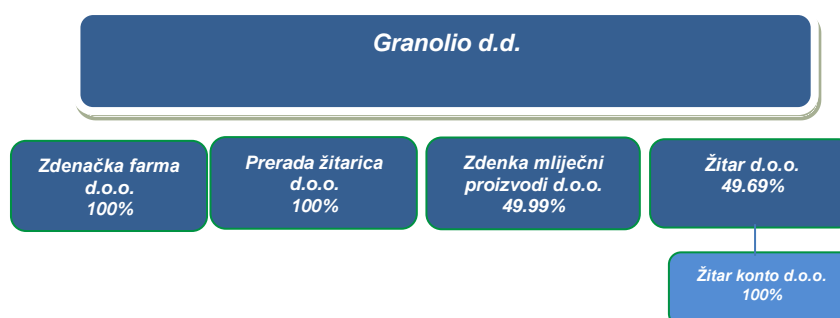 Granolio d.d.
Zdenačka farma
d.o.o.
100%
Prerada žitarica
d.o.o.
100%
Zdenka mliječni
proizvodi d.o.o.
49.99%
Žitar d.o.o.
49.69%
Žitar konto d.o.o.
100%